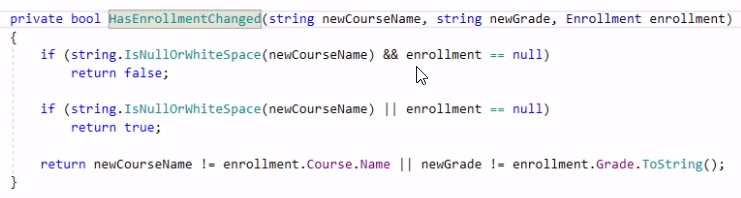 private bool HasEnrollmentChanged(string newCourseName, string newGrade, Enrollment enrollment)
{
if (string.IsNullOrWhiteSpace(newCourseName) && enrollment == null)
return false;
if (string.IsNullOrWhiteSpace(newCourseName) || enrollment == null)
return true;
return newCourseName != enrollment.Course.Name || newGrade != enrollment.Grade.ToString();
}